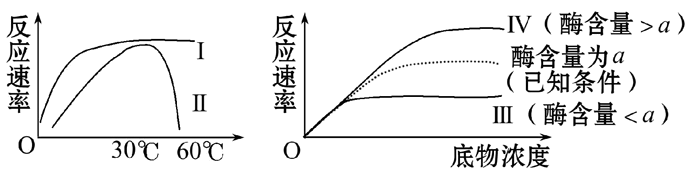 反应速率
I
II
O
30℃ 60℃
反应速率
IV（酶含量＞a）
酶含量为a
（已知条件）
III（酶含量＜a）
O
底物浓度